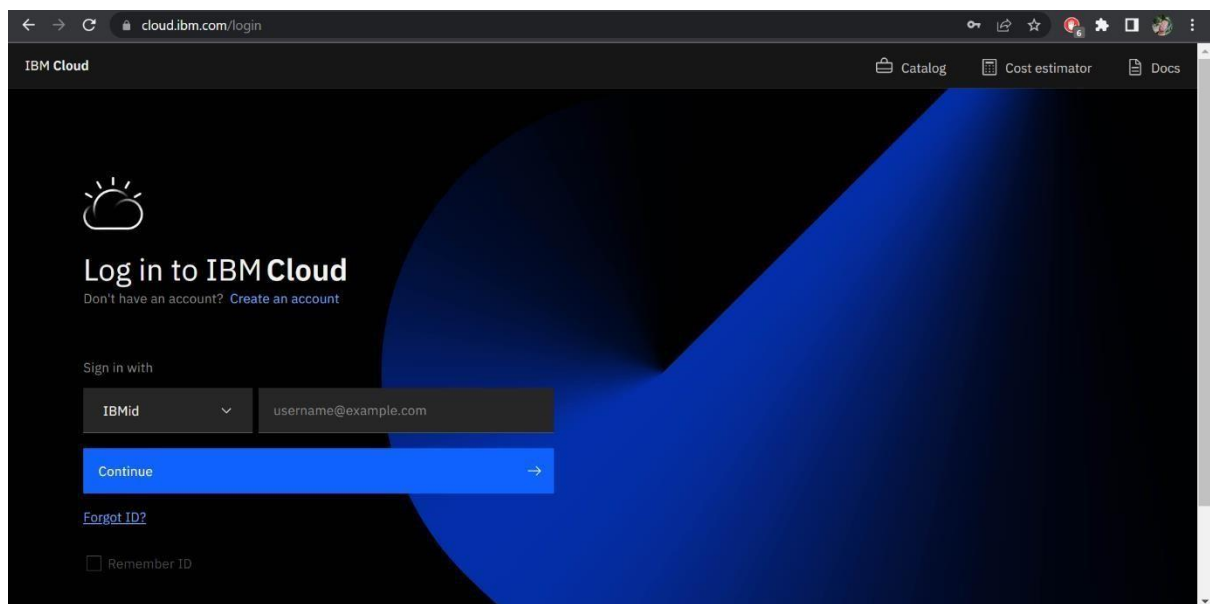 cloud.ibm.com/login
6
IBM Cloud
Catalog
Cost estimator
Docs
Log in to IBM Cloud
Don't have an account? Create an account
Sign in with
IBMid
username@example.com
Continue
Forgot ID?
Remember ID